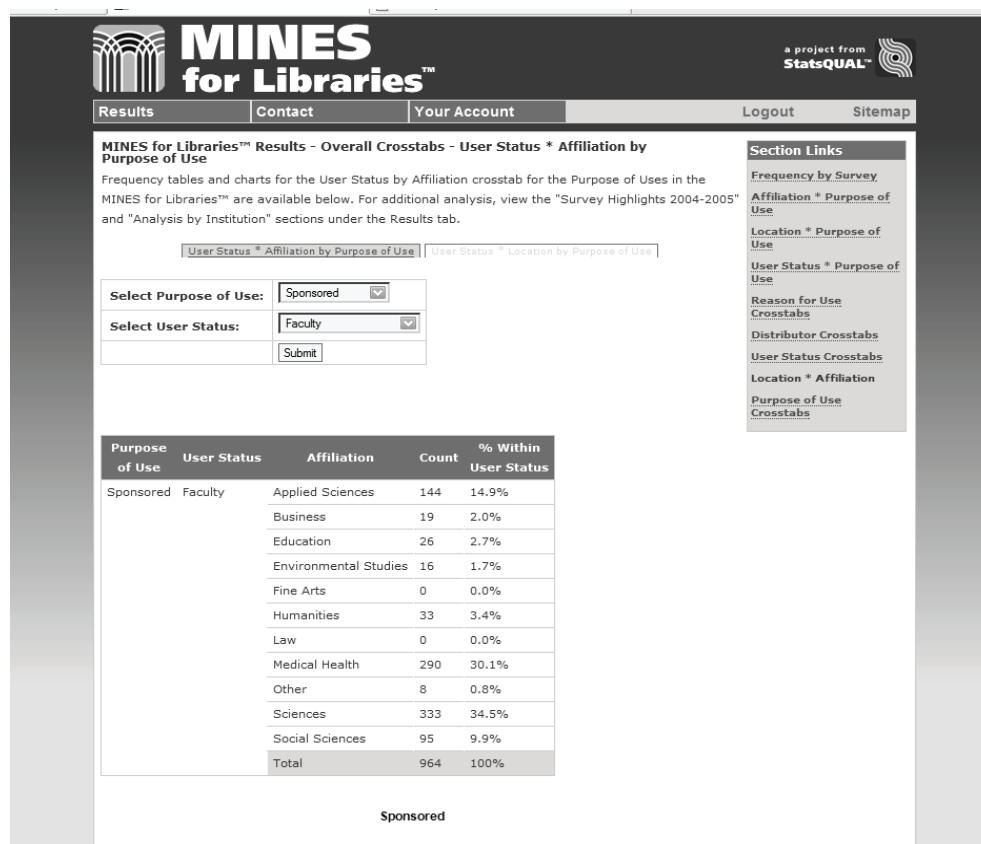 MINES
for Libraries™
a project from
StatsQUAL™
Results Contact Your Account Logout Sitemap
MINES for Libraries™ Results - Overall Crosstabs - User Status * Affiliation by
Purpose of Use
Frequency tables and charts for the User Status by Affiliation crosstab for the Purpose of Uses in the
MINES for Libraries™ are available below. For additional analysis, view the "Survey Highlights 2004-2005"
and "Analysis by Institution" sections under the Results tab.
User Status * Affiliation by Purpose of Use User Status * Location by Purpose of Use
Select Purpose of Use: Sponsored
Select User Status: Faculty
Submit
Section Links
Frequency by Survey
Affiliation * Purpose of
Use
Location * Purpose of
Use
User Status * Purpose of
Use
Reason for Use
Crosstabs
Distributor Crosstabs
User Status Crosstabs
Location * Affiliation
Purpose of Use
Crosstabs
Purpose
of Use User Status Affiliation Count % Within
User Status
Sponsored Faculty Applied Sciences 144 14.9%
Business 19 2.0%
Education 26 2.7%
Environmental Studies 16 1.7%
Fine Arts 0 0.0%
Humanities 33 3.4%
Law 0 0.0%
Medical Health 290 30.1%
Other 8 0.8%
Sciences 333 34.5%
Social Sciences 95 9.9%
Total 964 100%
Sponsored